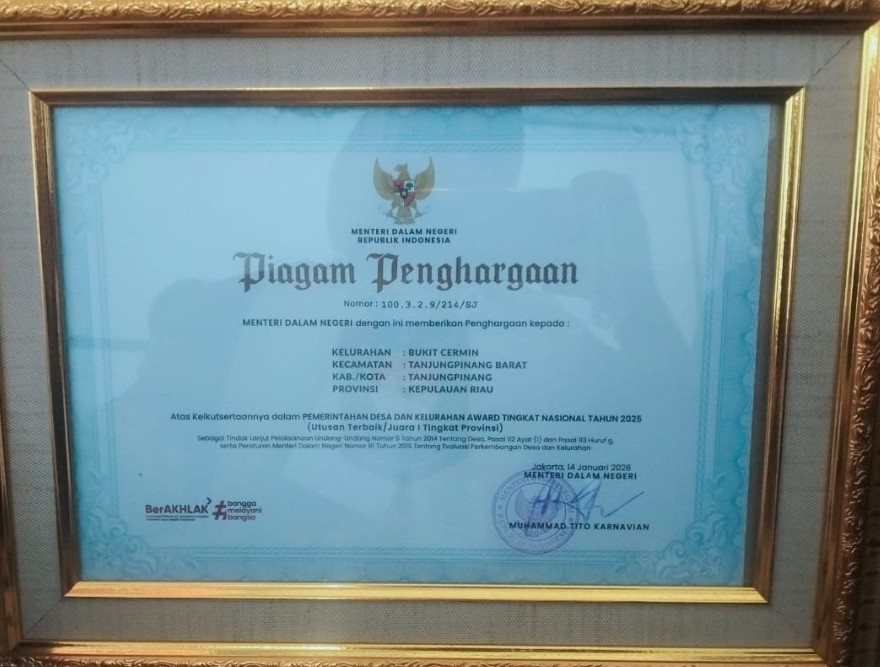 MENTERI DALAM NEGERI
REPUBLIK INDONESIA
Piagam Penghargaan
Nomor : 100.3.2.9/214/SJ
MENTERI DALAM NEGERI dengan ini memberikan Penghargaan kepada :
KELURAHAN : BUKIT CERMIN
KECAMATAN : TANJUNGPINANG BARAT
KAB./KOTA : TANJUNGPINANG
PROVINSI : KEPULAUAN RIAU
Atas Keikutsertaannya dalam PEMERINTAHAN DESA DAN KELURAHAN AWARD TINGKAT NASIONAL TAHUN 2025
(Utusan Terbaik/Juara I Tingkat Provinsi)
Sebagai Tindak Lanjut Pelaksanaan Undang-Undang Nomor 6 Tahun 2014 Tentang Desa, Pasal 112 Ayat (1) dan Pasal 113 Huruf g,
serta Peraturan Menteri Dalam Negeri Nomor 81 Tahun 2015 Tentang Evaluasi Perkembangan Desa dan Kelurahan
Jakarta, 14 Januari 2026
MENTERI DALAM NEGERI
MUHAMMAD TITO KARNAVIAN
BerAKHLAK
#bangga
melayani
bangsa